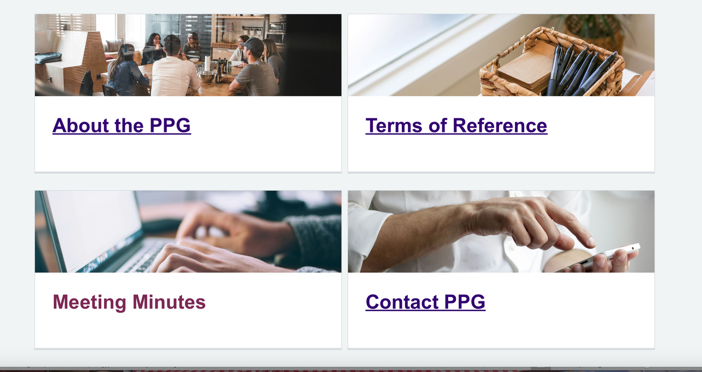 About the PPG
Terms of Reference
Meeting Minutes
Contact PPG